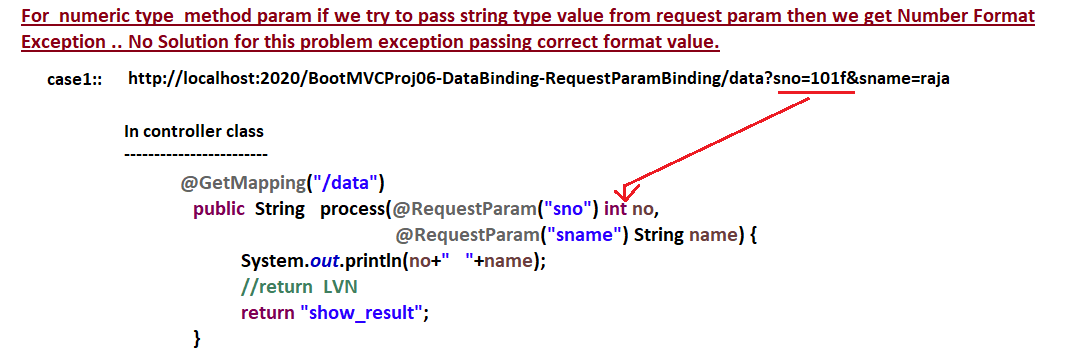 For numeric type method param if we try to pass string type value from request param then we get Number Format
Exception .. No Solution for this problem exception passing correct format value.
case1:: http://localhost:2020/BootMVCProj06-DataBinding-RequestParamBinding/data?sno=101f&sname=raja
In controller class
-------------------------
@GetMapping("/data")
public String process(@RequestParam("sno") int no,
@RequestParam("sname") String name) {
System.out.println(no+" "+name);
//return LVN
return "show_result";
}